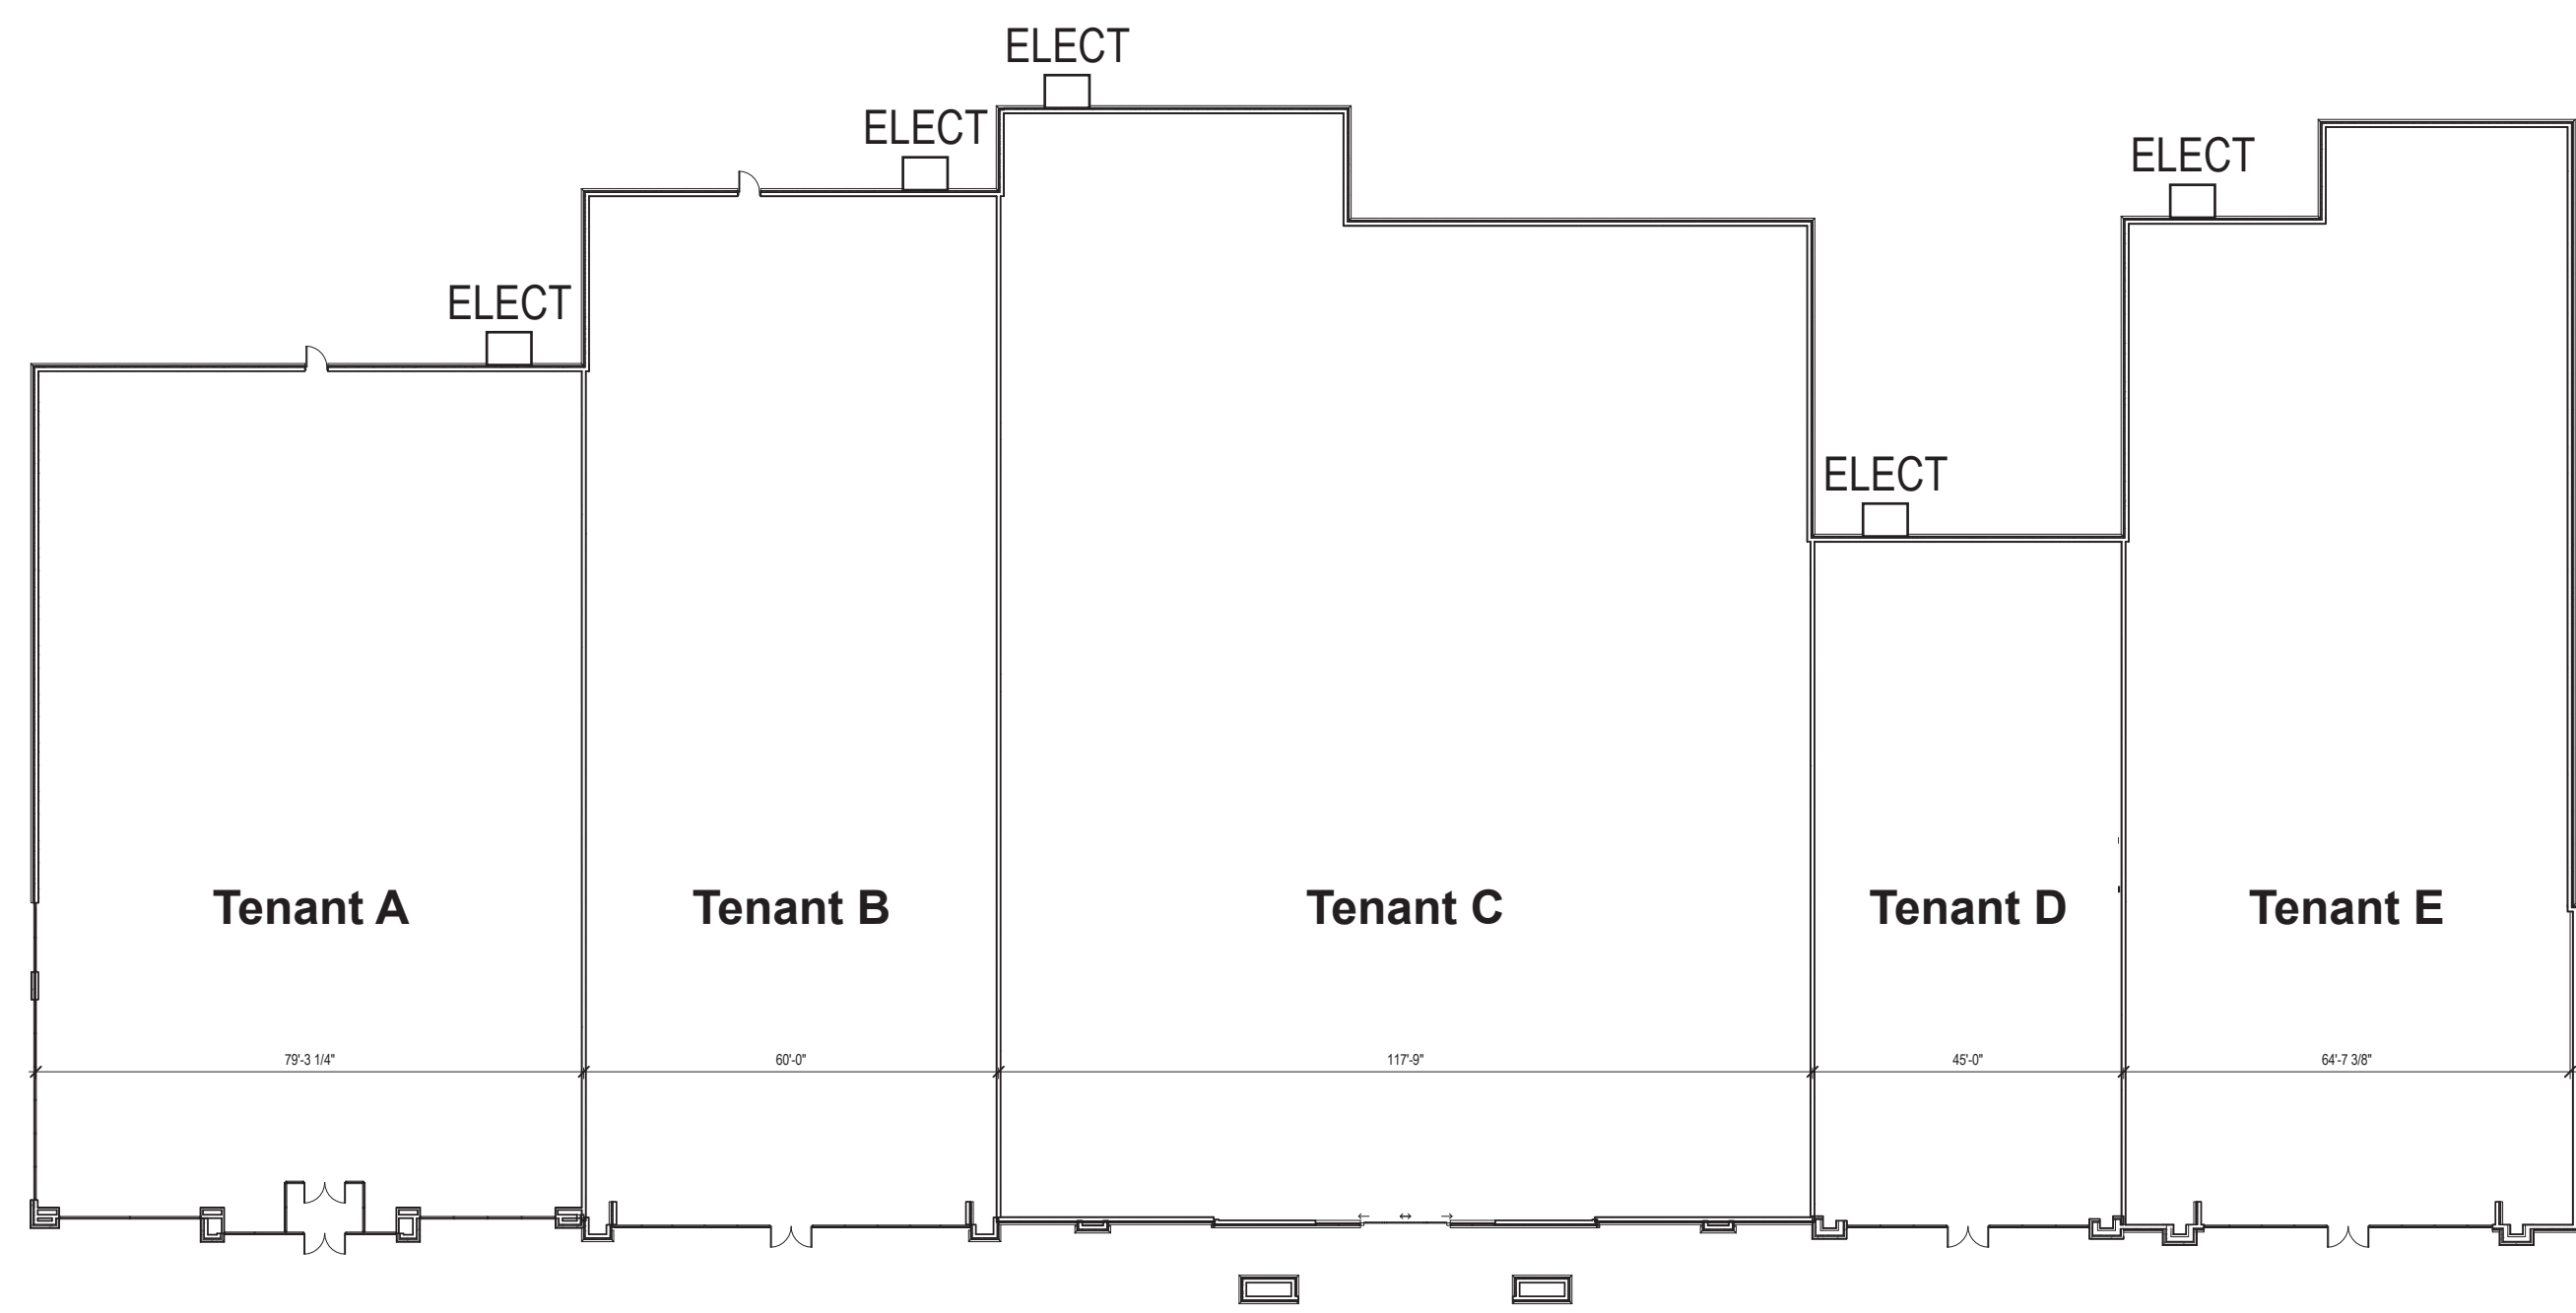 ELECT
ELECT
ELECT
ELECT
ELECT
Tenant A
Tenant B
Tenant C
Tenant D
Tenant E
79'-3 1/4"
60'-0"
117'-9"
45'-0"
64'-7 3/8"